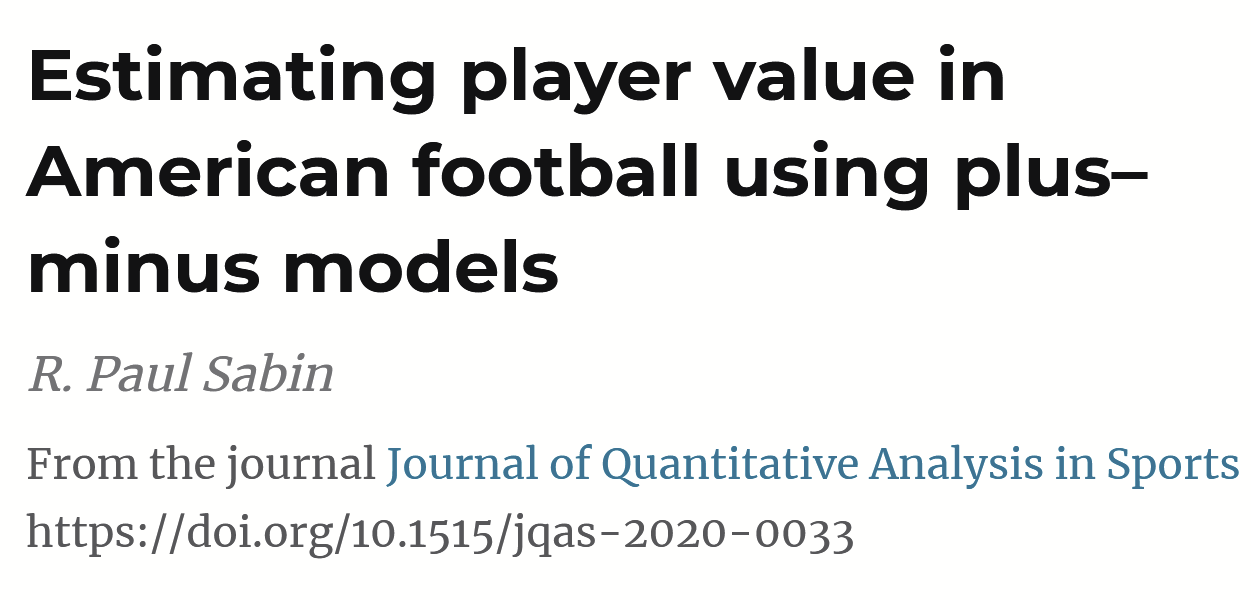 Estimating player value in
American football using plus–
minus models
R. Paul Sabin
From the journal Journal of Quantitative Analysis in Sports
https://doi.org/10.1515/jqas-2020-0033